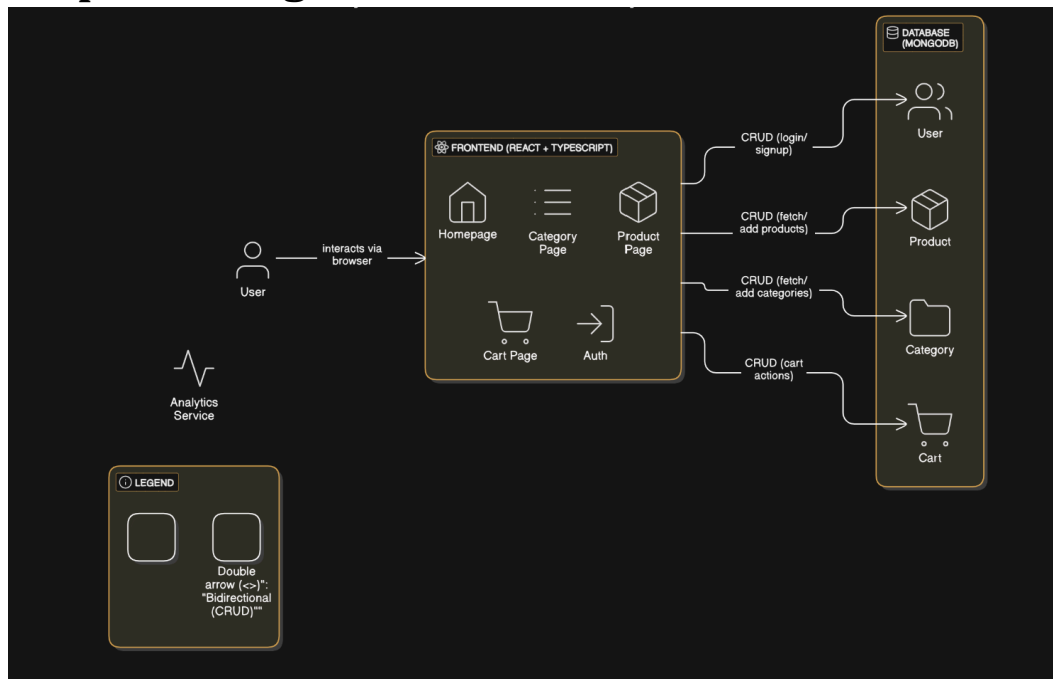 DATABASE
(MONGODB)
User
Product
Category
Cart
FRONTEND (REACT + TYPESCRIPT)
Homepage
Category
Page
Product
Page
Cart Page
Auth
CRUD (login/
signup)
CRUD (fetch/
add products)
CRUD (fetch/
add categories)
CRUD (cart
actions)
interacts via
browser
User
Analytics
Service
LEGEND
Double
arrow (<>)":
"Bidirectional
(CRUD)""